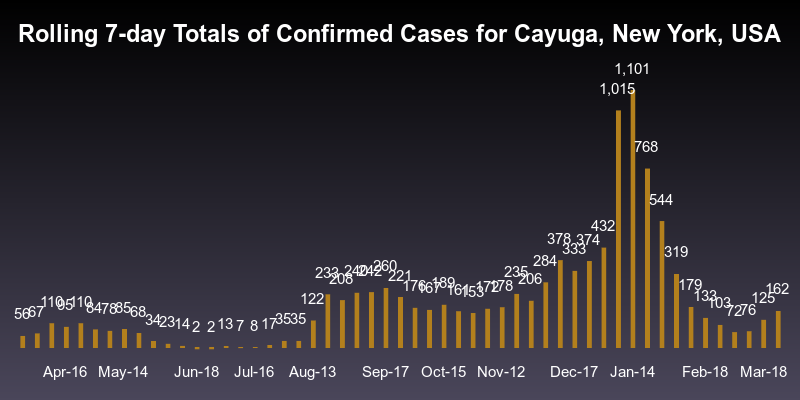 Rolling 7-day Totals of Confirmed Cases for Cayuga, New York, USA
56 67 110 95 110 84 78 85 68 34 23 14 2 2 13 7 8 17 35 35 122 233 208 240 242 260 221 176 167 189 161 153 172 178 235 206 284 378 333 374 432 1,015 1,101 768 544 319 179 133 103 72 76 125 162
Apr-16 May-14 Jun-18 Jul-16 Aug-13 Sep-17 Oct-15 Nov-12 Dec-17 Jan-14 Feb-18 Mar-18